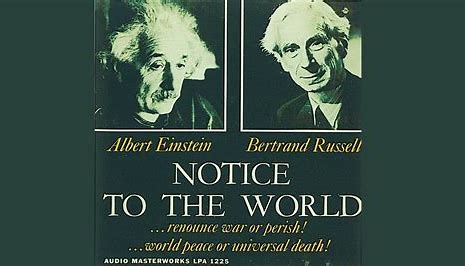 Albert Einstein Bertrand Russell
NOTICE
TO THE WORLD
...renounce war or perish!
...world peace or universal death!
AUDIO MASTERWORKS LPA 1225